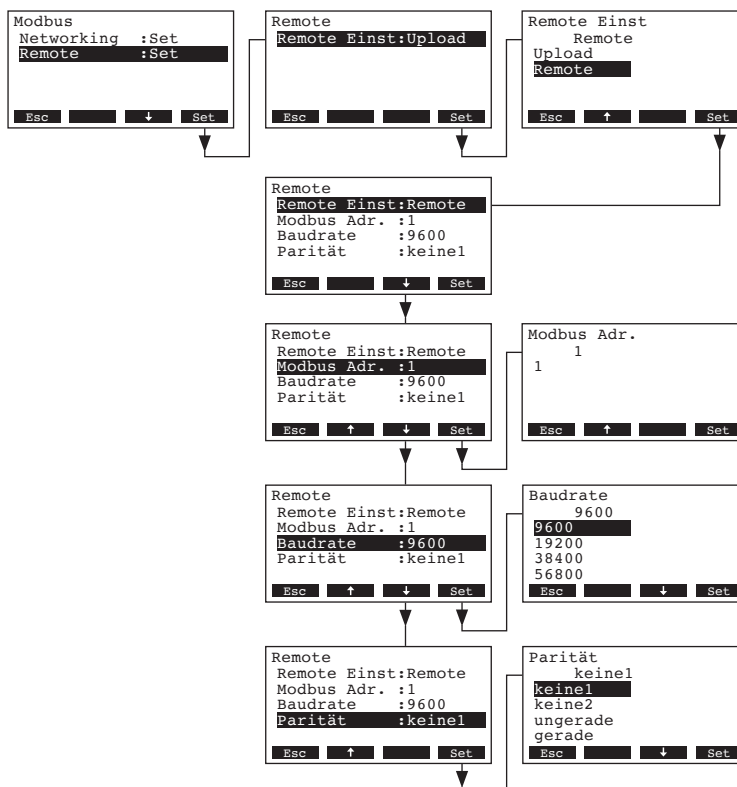 Modbus
Networking :Set
Remote :Set
Esc ↓ Set
Remote
Remote Einst:Upload
Esc Set
Remote Einst
Remote
Upload
Remote
Esc ↑ Set
Remote
Remote Einst:Remote
Modbus Adr. :1
Baudrate :9600
Parität :keine1
Esc ↓ Set
Remote
Remote Einst:Remote
Modbus Adr. :1
Baudrate :9600
Parität :keine1
Esc ↑ ↓ Set
Modbus Adr.
1
1
Esc ↑ Set
Remote
Remote Einst:Remote
Modbus Adr. :1
Baudrate :9600
Parität :keine1
Esc ↑ ↓ Set
Baudrate
9600
9600
19200
38400
56800
Esc ↓ Set
Remote
Remote Einst:Remote
Modbus Adr. :1
Baudrate :9600
Parität :keine1
Esc ↑ Set
Parität
keine1
keine1
keine2
ungerade
gerade
Esc ↓ Set